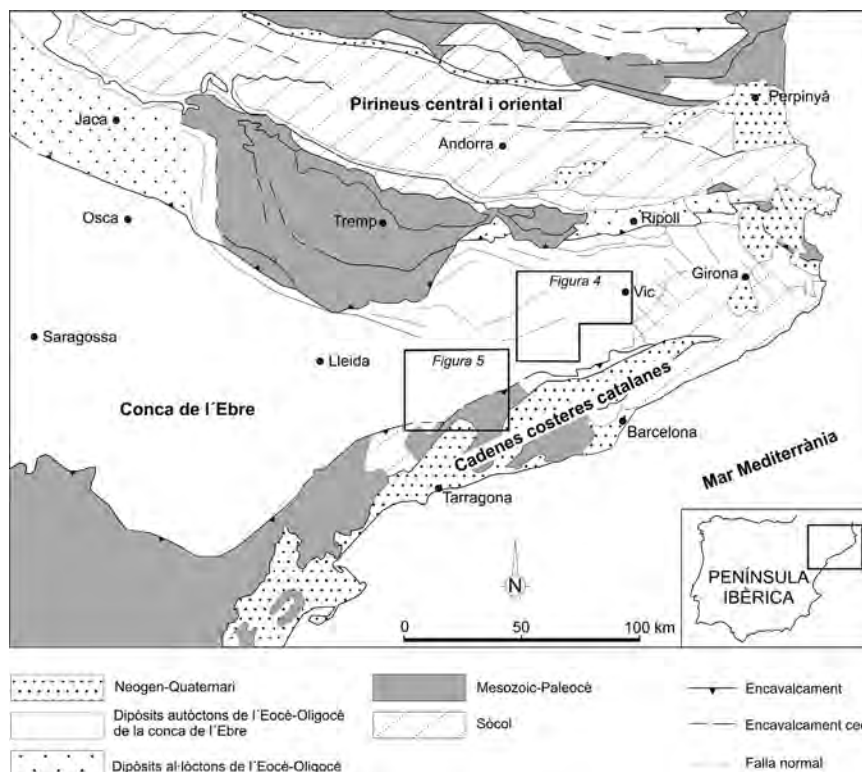 Pirineus central i oriental
Perpinyà
Jaca
Andorra
Osca
Tremp
Ripoll
Girona
Figura 4
Vic
Saragossa
Lleida
Figura 5
Conca de l´Ebre
Cadenes costeres catalanes
Barcelona
Mar Mediterrània
Tarragona
N
PENÍNSULA
IBÈRICA
0 50 100 km
Neogen-Quaternari
Mesozoic-Paleocè
Encavalcament
Dipòsits autòctons de l´Eocè-Oligocè
de la conca de l´Ebre
Sòcol
Encavalcament cec
Dipòsits al·lòctons de l´Eocè-Oligocè
Falla normal